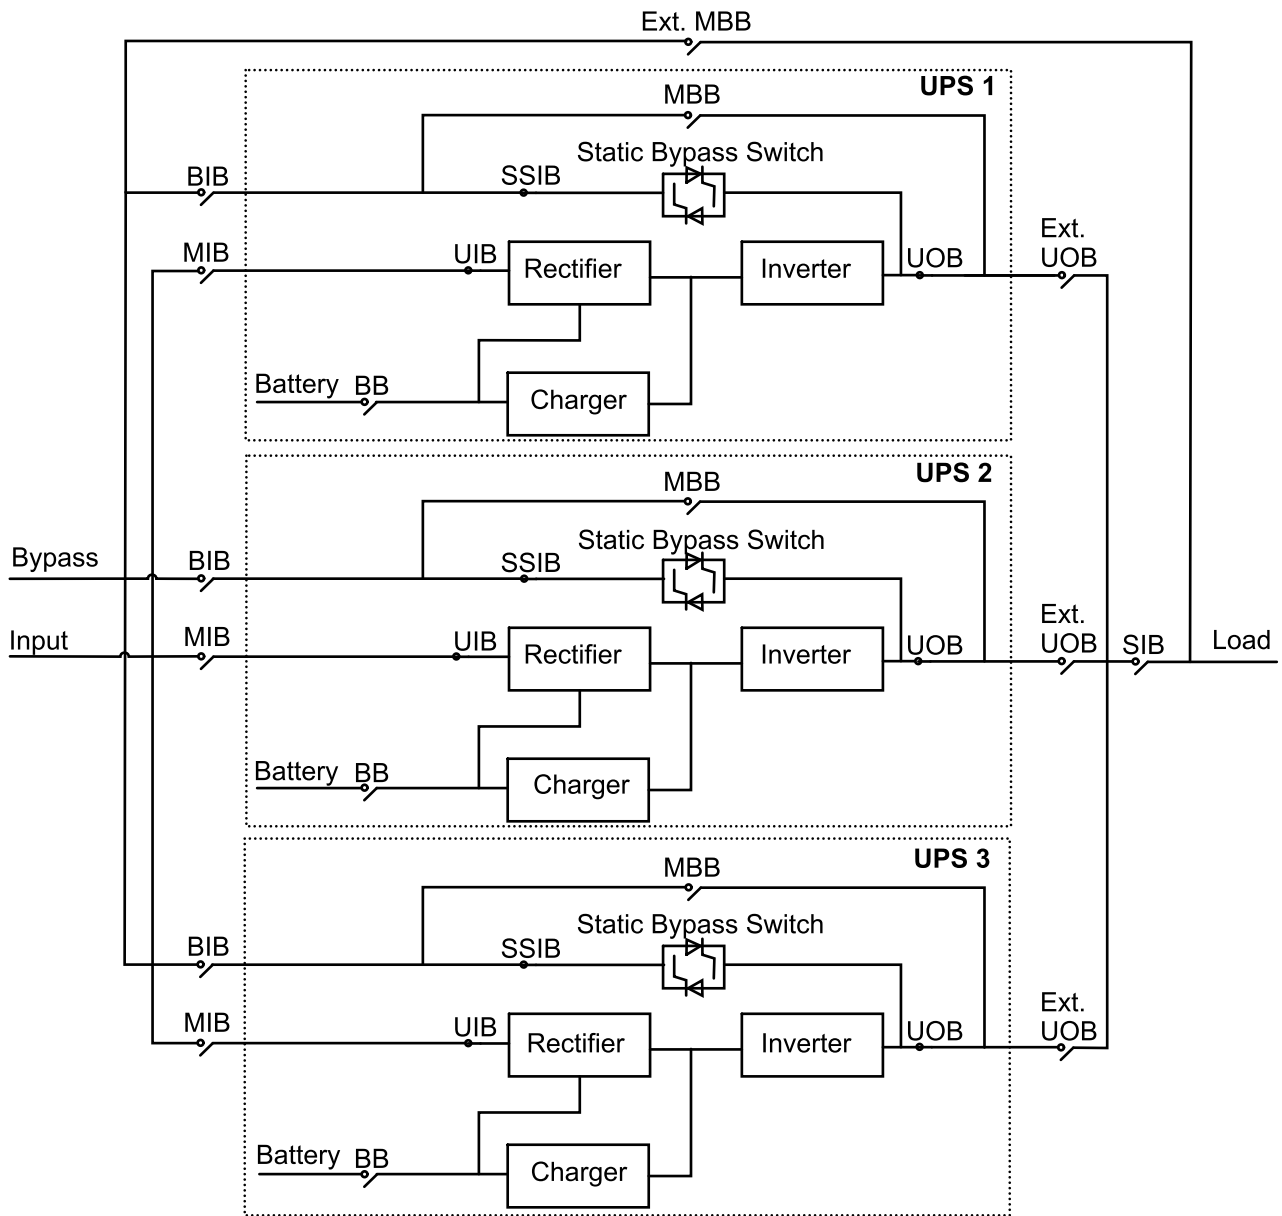 Ext. MBB
UPS 1
MBB
Static Bypass Switch
BIB
SSIB
MIB
UIB
Rectifier
Inverter
UOB
Ext.
UOB
Battery
BB
Charger
UPS 2
MBB
Static Bypass Switch
Bypass
BIB
SSIB
Input
MIB
UIB
Rectifier
Inverter
UOB
Ext.
UOB
SIB
Load
Battery
BB
Charger
UPS 3
MBB
Static Bypass Switch
BIB
SSIB
MIB
UIB
Rectifier
Inverter
UOB
Ext.
UOB
Battery
BB
Charger